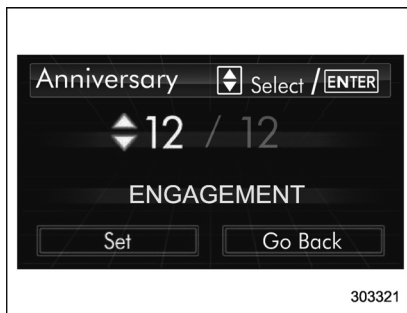 Anniversary Select / ENTER
12 / 12
ENGAGEMENT
Set Go Back
303321